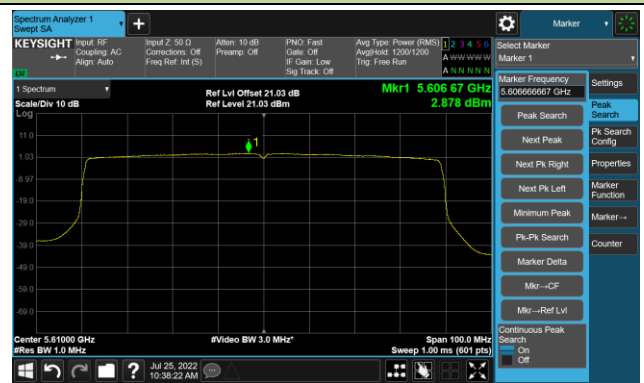 Spectrum Analyzer 1
Swept SA
Marker
KEYSIGHT
Input: RF
Coupling: AC
Align: Auto
Input Z: 50 Ω
Corrections: Off
Freq Ref: Int (S)
Atten: 10 dB
Preamp: Off
PNO: Fast
Gate: Off
IF Gain: Low
Sig Track: Off
Avg Type: Power (RMS)
Avg|Hold: 1200/1200
Trig: Free Run
1 2 3 4 5 6
A W W W W W
A N N N N N
Select Marker
Marker 1
1 Spectrum
Scale/Div 10 dB
Log
Ref Lvl Offset 21.03 dB
Ref Level 21.03 dBm
Mkr1 5.606 67 GHz
2.878 dBm
11.0
1.03
-8.97
-19.0
-29.0
-39.0
-49.0
-59.0
-69.0
1
Center 5.61000 GHz
#Res BW 1.0 MHz
#Video BW 3.0 MHz*
Span 100.0 MHz
Sweep 1.00 ms (601 pts)
Marker Frequency
5.606666667 GHz
Peak Search
Next Peak
Next Pk Right
Next Pk Left
Minimum Peak
Pk-Pk Search
Marker Delta
Mkr→CF
Mkr→Ref Lvl
Continuous Peak
Search
On
Off
Settings
Peak
Search
Pk Search
Config
Properties
Marker
Function
Marker→
Counter
?
Jul 25, 2022
10:38:22 AM